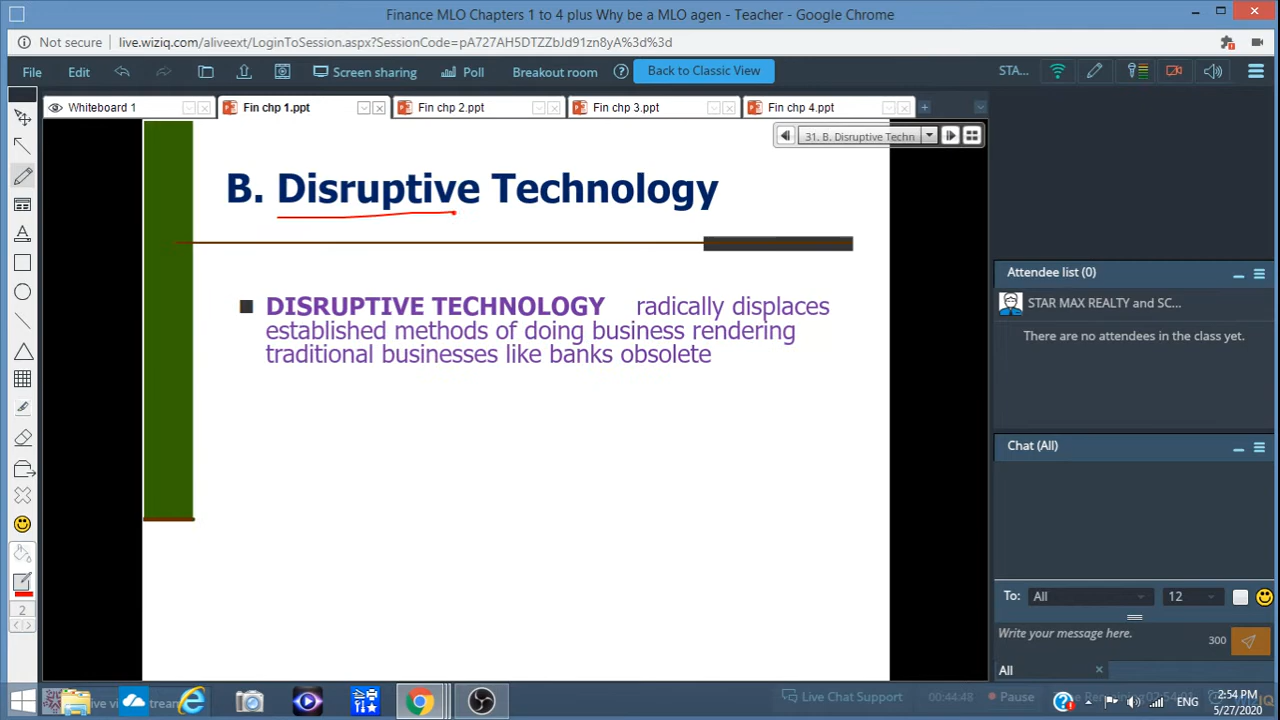 Finance MLO Chapters 1 to 4 plus Why be a MLO agen - Teacher - Google Chrome
Not secure live.wiziq.com/aliveext/LoginToSession.aspx?SessionCode=pA727AH5DTZZbJd91zn8yA%3d%3d
File Edit Screen sharing Poll Breakout room Back to Classic View STA...
Whiteboard 1 Fin chp 1.ppt Fin chp 2.ppt Fin chp 3.ppt Fin chp 4.ppt
31. B. Disruptive Techn
B. Disruptive Technology
DISRUPTIVE TECHNOLOGY radically displaces
established methods of doing business rendering
traditional businesses like banks obsolete
Attendee list (0)
STAR MAX REALTY and SC...
There are no attendees in the class yet.
Chat (All)
To: All 12
Write your message here. 300
All
2
Live Chat Support 00:44:48 Pause
ENG
2:54 PM
5/27/2020